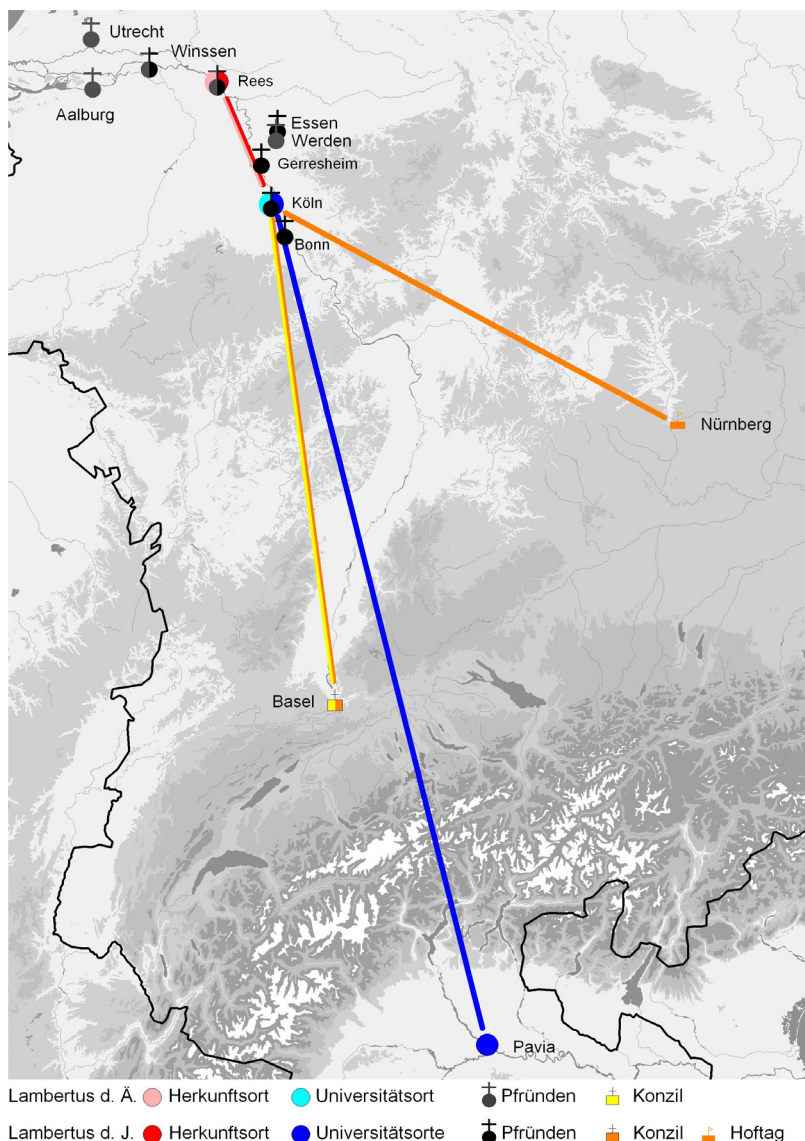 Utrecht
Winssen
Rees
Aalburg
Essen
Werden
Gerresheim
Köln
Bonn
Nürnberg
Basel
Pavia
Lambertus d. Ä. Herkunftsort Universitätsort Pfründen Konzil
Lambertus d. J. Herkunftsort Universitätsorte Pfründen Konzil Hoftag